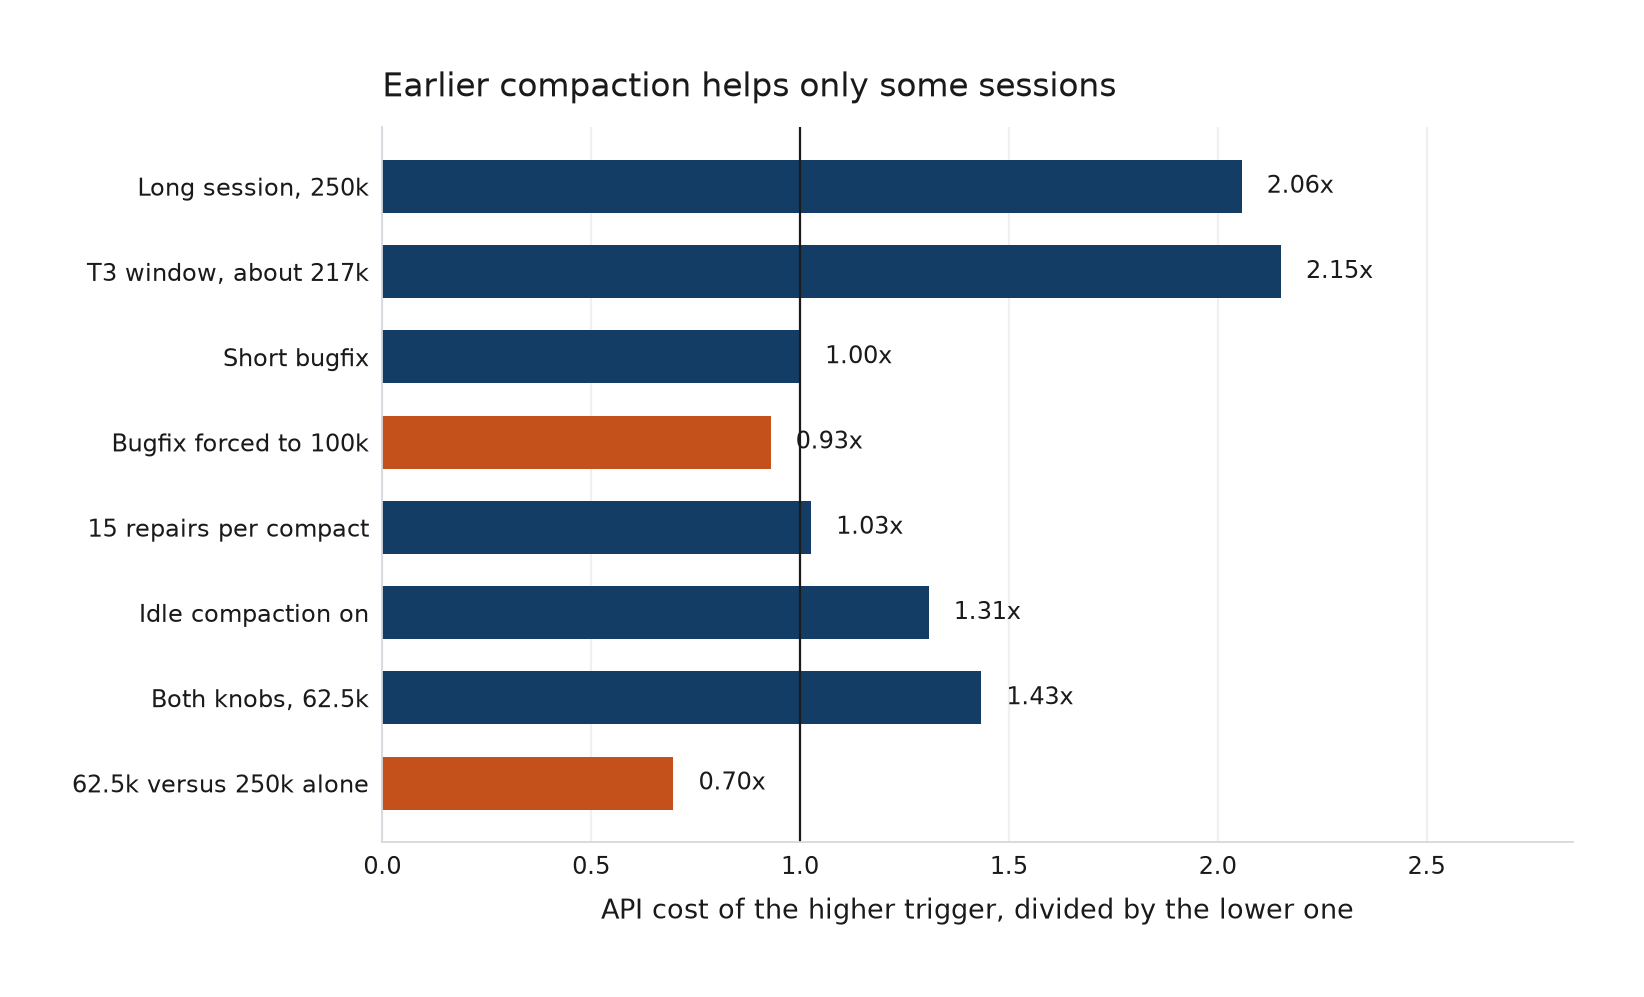 Earlier compaction helps only some sessions
Long session, 250k
2.06x
T3 window, about 217k
2.15x
Short bugfix
1.00x
Bugfix forced to 100k
0.93x
15 repairs per compact
1.03x
Idle compaction on
1.31x
Both knobs, 62.5k
1.43x
62.5k versus 250k alone
0.70x
0.0
0.5
1.0
1.5
2.0
2.5
API cost of the higher trigger, divided by the lower one